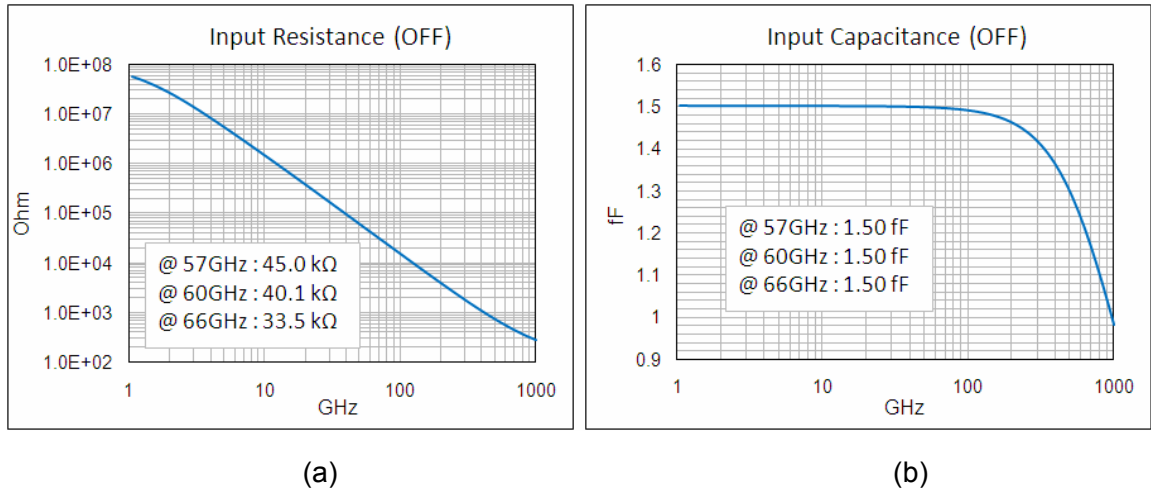 Input Resistance (OFF)
1.0E+08
1.0E+07
1.0E+06
1.0E+05
1.0E+04
1.0E+03
1.0E+02
Ohm
@ 57GHz : 45.0 kΩ
@ 60GHz : 40.1 kΩ
@ 66GHz : 33.5 kΩ
1 10 100 1000
GHz
(a)
Input Capacitance (OFF)
1.6
1.5
1.4
1.3
1.2
1.1
1
0.9
fF
@ 57GHz : 1.50 fF
@ 60GHz : 1.50 fF
@ 66GHz : 1.50 fF
1 10 100 1000
GHz
(b)